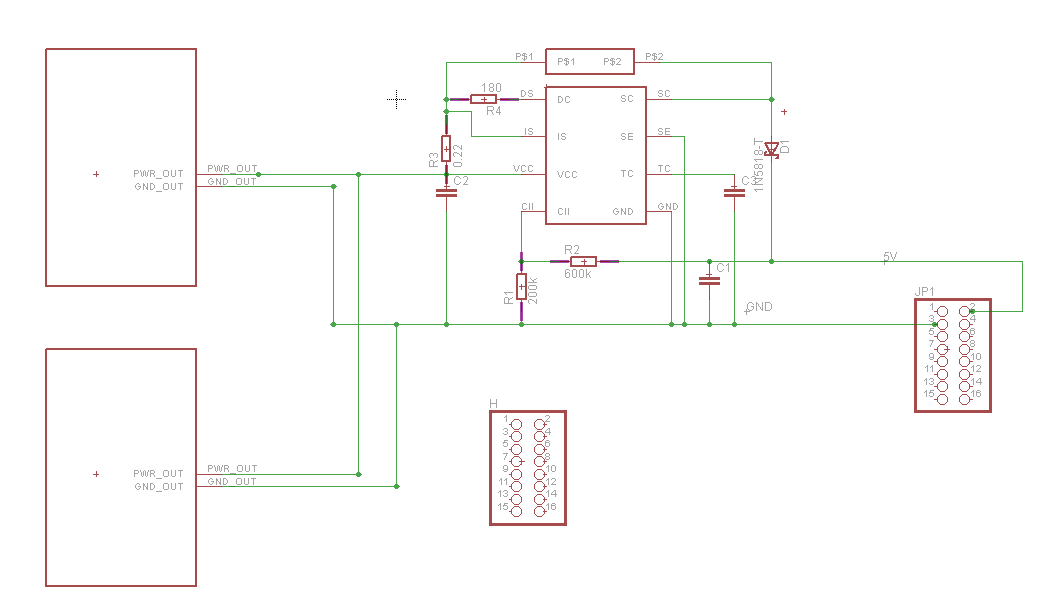 PWR_OUT
GND_OUT
PWR_OUT
GND_OUT
P$1
P$1
P$2
P$2
180
R4
DS
DC
SC
SC
IS
IS
SE
SE
R3
0.22
VCC
VCC
TC
TC
C2
C3
1N5818-T
D1
CII
CII
GND
GND
R2
600k
R1
200k
C1
5V
GND
JP1
1 2
3 4
5 6
7 8
9 10
11 12
13 14
15 16
H
1 2
3 4
5 6
7 8
9 10
11 12
13 14
15 16
PWR_OUT
GND_OUT
PWR_OUT
GND_OUT